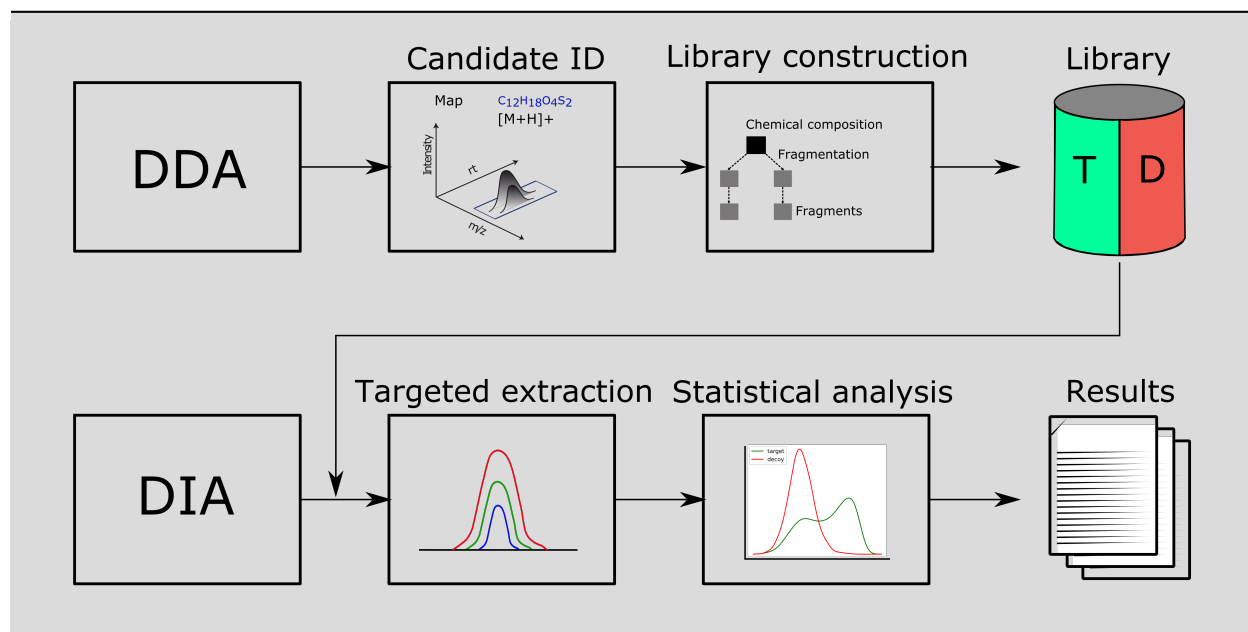 Candidate ID
Library construction
Library
DDA
Map
C12H18O4S2
[M+H]+
Intensity
rt
m/z
Chemical composition
Fragmentation
Fragments
T
D
Targeted extraction
Statistical analysis
Results
DIA
target
decoy